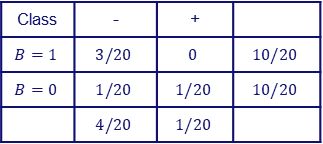 Class - +
B = 1 3/20 0 10/20
B = 0 1/20 1/20 10/20
4/20 1/20